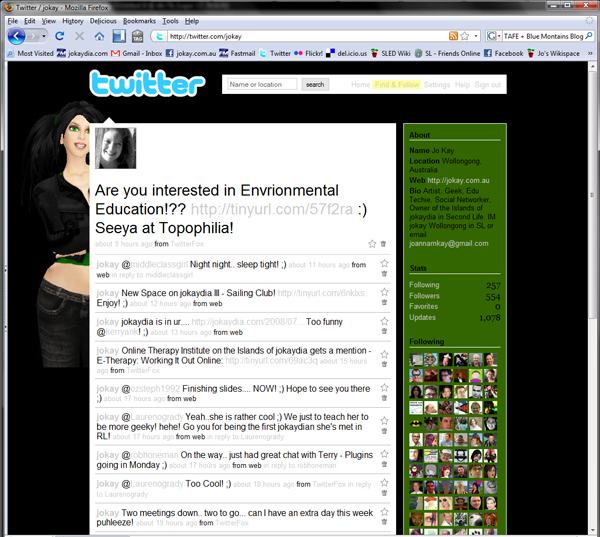 Twitter / jokay - Mozilla Firefox
File Edit View History Delicious Bookmarks Tools Help
http://twitter.com/jokay
TAFE + Blue Montains Blog
Most Visited jokaydia.com Gmail - Inbox jokay.com.au Fastmail Twitter Flickr! del.icio.us SLED Wiki SL - Friends Online Facebook Jo's Wikispace
twitter
Name or location search Home Find & Follow Settings Help Sign out
Are you interested in Envrionmental
Education!?? http://tinyurl.com/57f2ra :)
Seeya at Topophilia!
about 9 hours ago from TwitterFox
jokay @middleclassgirl Night night.. sleep tight! ;) about 11 hours ago from
web in reply to middleclassgirl
jokay New Space on jokaydia III - Sailing Club!
Enjoy! ;) about 12 hours ago from web
jokay jokaydia in ur.... http://jokaydia.com/2008/07... Too funny
@kerryank! ;) about 13 hours ago from web
jokay Online Therapy Institute on the Islands of jokaydia gets a mention -
E-Therapy: Working It Out Online: about 15 hours
ago from TwitterFox
jokay @ozsteph1992 Finishing slides.... NOW! ;) Hope to see you there
;) about 17 hours ago from web
jokay @Laurenogrady Yeah..she is rather cool ;) We just to teach her to
be more geeky! hehe! Go you for being the first jokaydian she's met in
RL! about 17 hours ago from web in reply to Laurenogrady
jokay @robhoneman On the way.. just had great chat with Terry - Plugins
going in Monday ;) about 17 hours ago from web in reply to robhoneman
jokay @Laurenogrady Too Cool! ;) about 18 hours ago from TwitterFox in reply
to Laurenogrady
jokay Two meetings down.. two to go... can I have an extra day this week
puhleeze! about 19 hours ago from TwitterFox
About
Name Jo Kay
Location Wollongong,
Australia
Web http://jokay.com.au
Bio Artist, Geek, Edu
Techie, Social Networker,
Owner of the Islands of
jokaydia in Second Life. IM
jokay Wollongong in SL or
email
joannamkay@gmail.com
Stats
Following 257
Followers 554
Favorites 0
Updates 1,078
Following